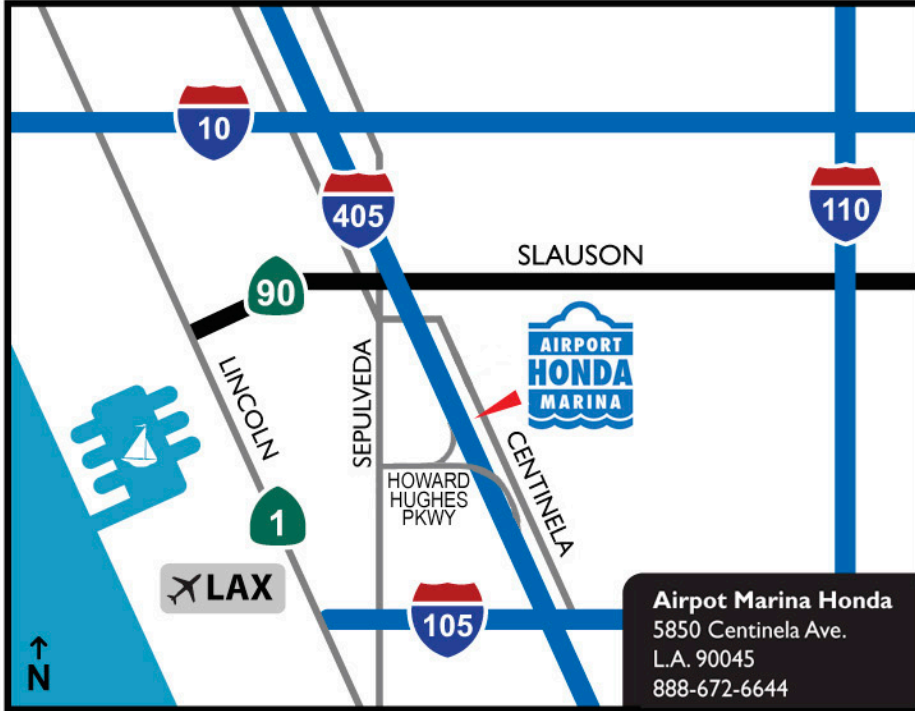 10
405
110
SLAUSON
90
AIRPORT
HONDA
MARINA
LINCOLN
SEPULVEDA
CENTINELA
HOWARD
HUGHES
PKWY
1
LAX
105
N
Airpot Marina Honda
5850 Centinela Ave.
L.A. 90045
888-672-6644